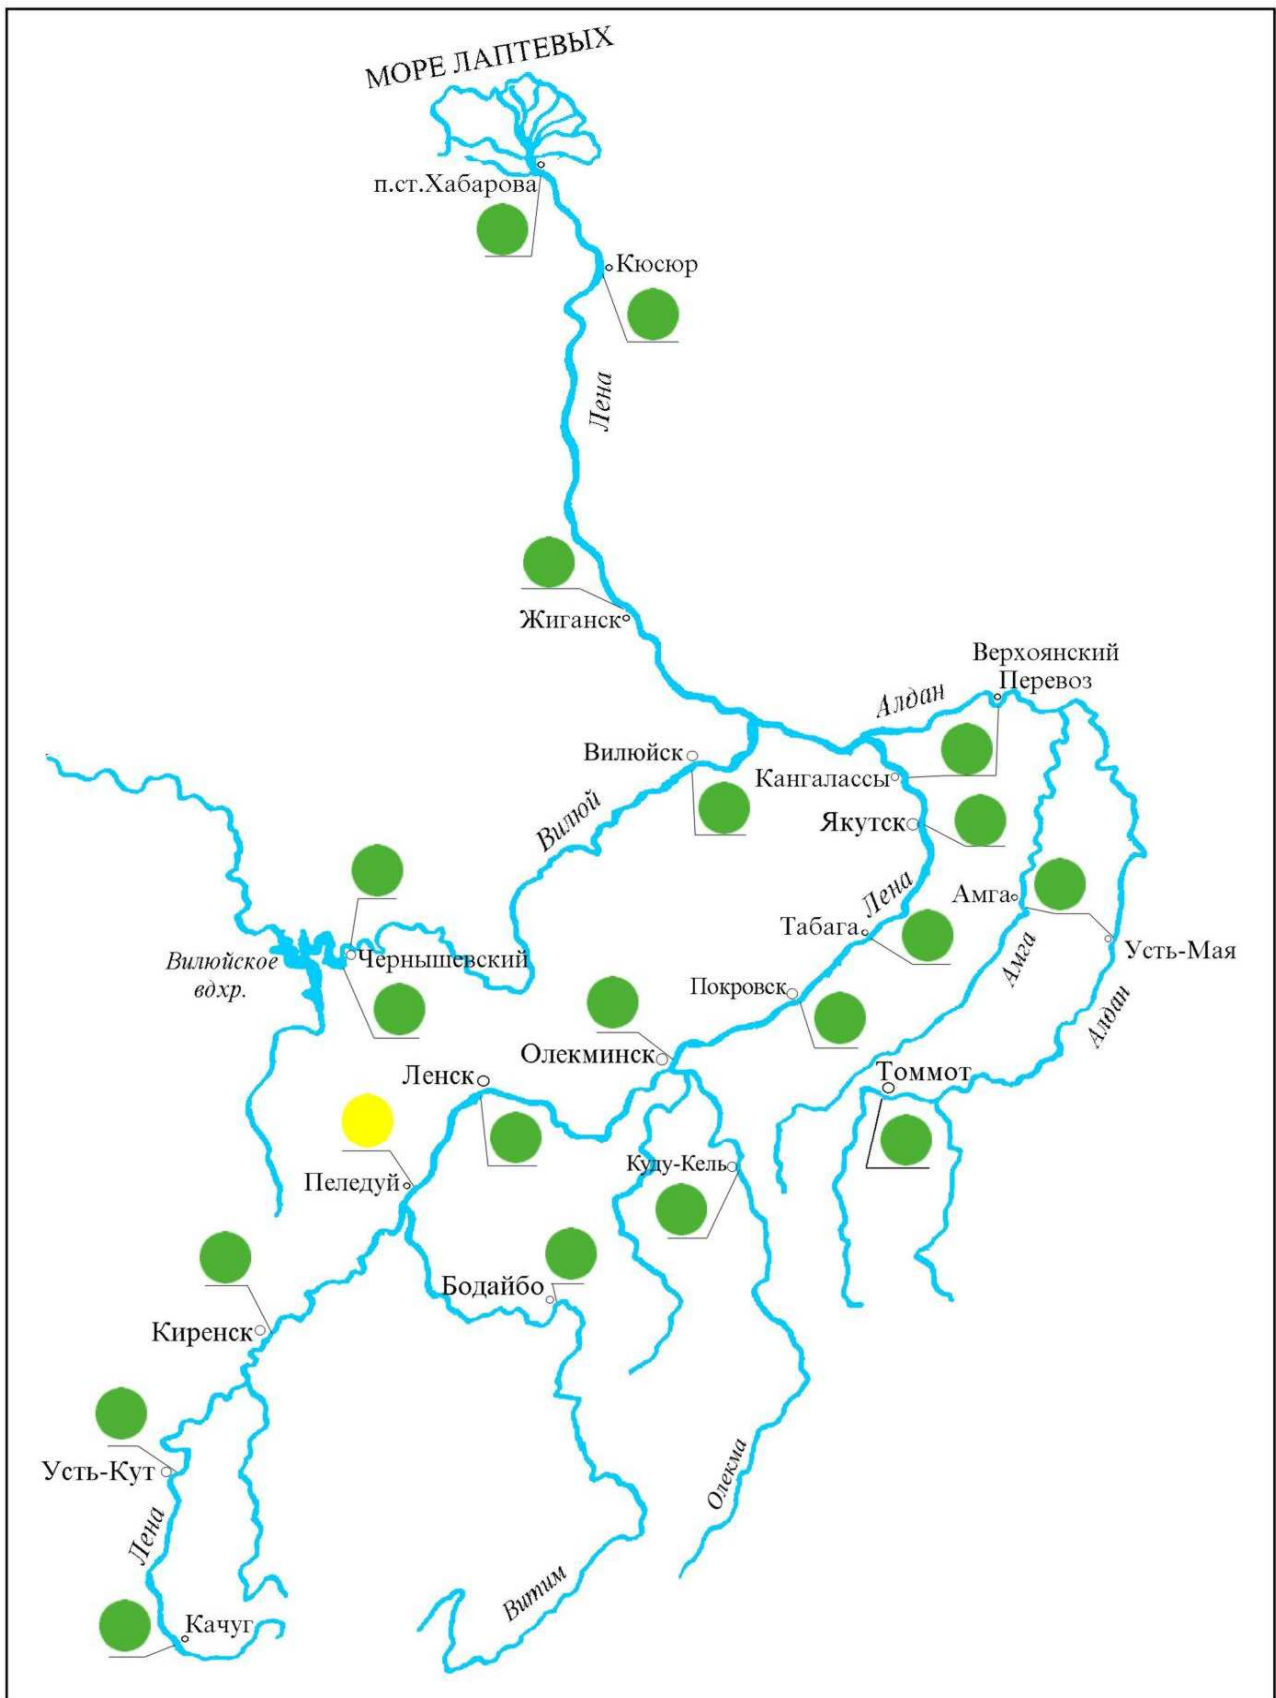 МОРЕ ЛАПТЕВЫХ
п.ст.Хабарова
Кюсюр
Лена
Жиганск
Верхоянский
Перевоз
Алдан
Вилюйск
Кангалассы
Вилюй
Якутск
Лена
Амга
Табага
Амга
Усть-Мая
Чернышевский
Вилюйское
вдхр.
Покровск
Алдан
Олекминск
Ленск
Томмот
Куду-Кель
Пеледуй
Бодайбо
Киренск
Усть-Кут
Олекма
Лена
Витим
Качуг